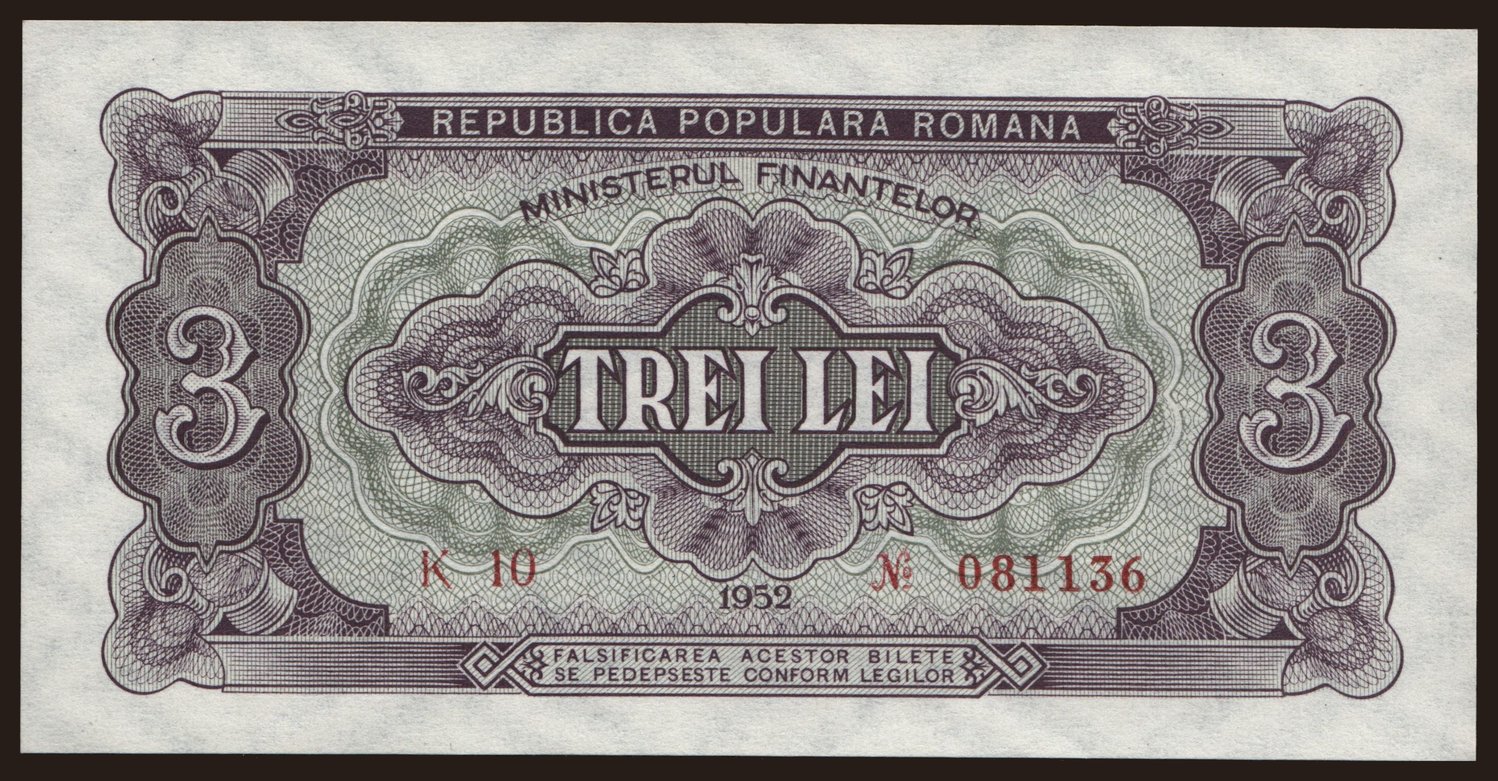 REPUBLICA POPULARA ROMANA
MINISTERUL FINANTELOR
3 TREI LEI 3
K 10 № 081136
1952
FALSIFICAREA ACESTOR BILETE
SE PEDEPSESTE CONFORM LEGILOR